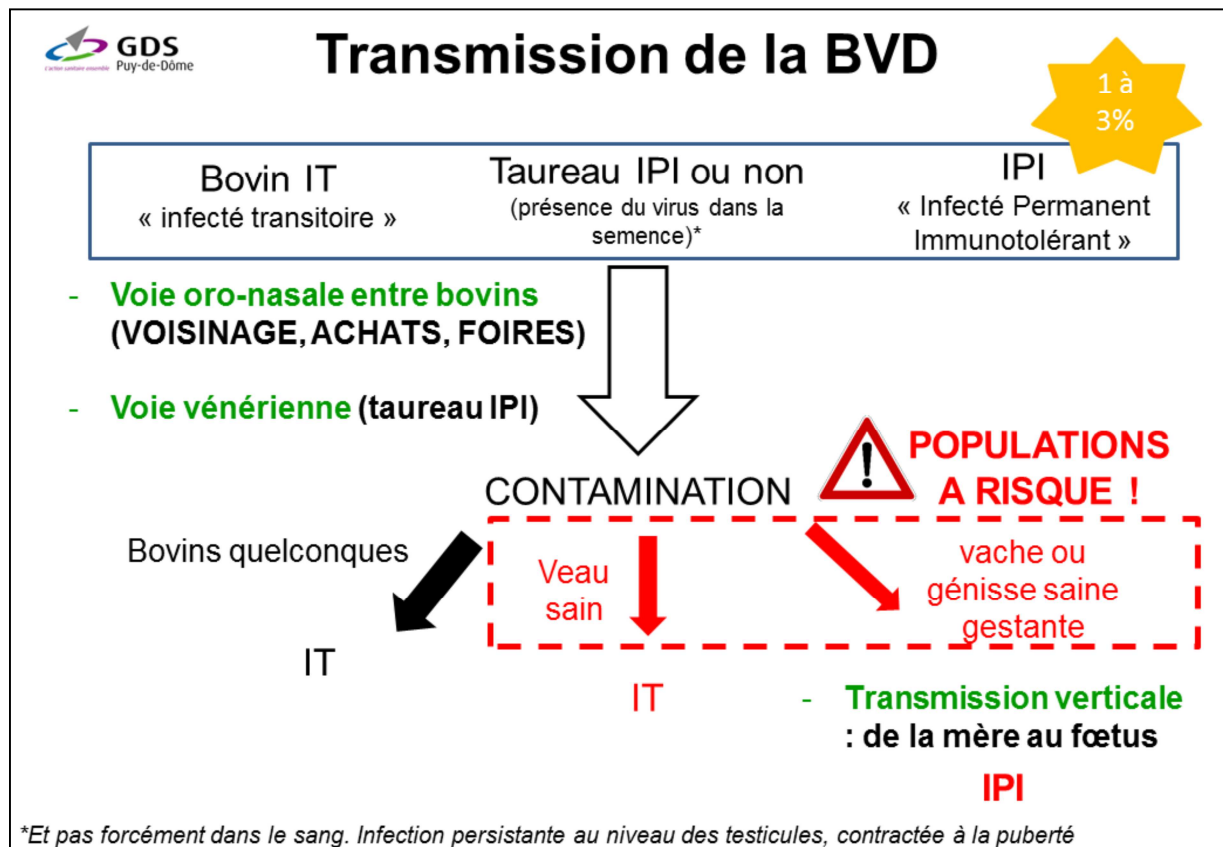 GDS
Puy-de-Dôme
L'action sanitaire ensemble
Transmission de la BVD
1 à
3%
Bovin IT
« infecté transitoire »
Taureau IPI ou non
(présence du virus dans la
semence)*
IPI
« Infecté Permanent
Immunotolérant »
- Voie oro-nasale entre bovins
(VOISINAGE, ACHATS, FOIRES)
- Voie vénérienne (taureau IPI)
CONTAMINATION
POPULATIONS
A RISQUE !
Bovins quelconques
Veau
sain
vache ou
génisse saine
gestante
IT
IT
- Transmission verticale
: de la mère au fœtus
IPI
*Et pas forcément dans le sang. Infection persistante au niveau des testicules, contractée à la puberté